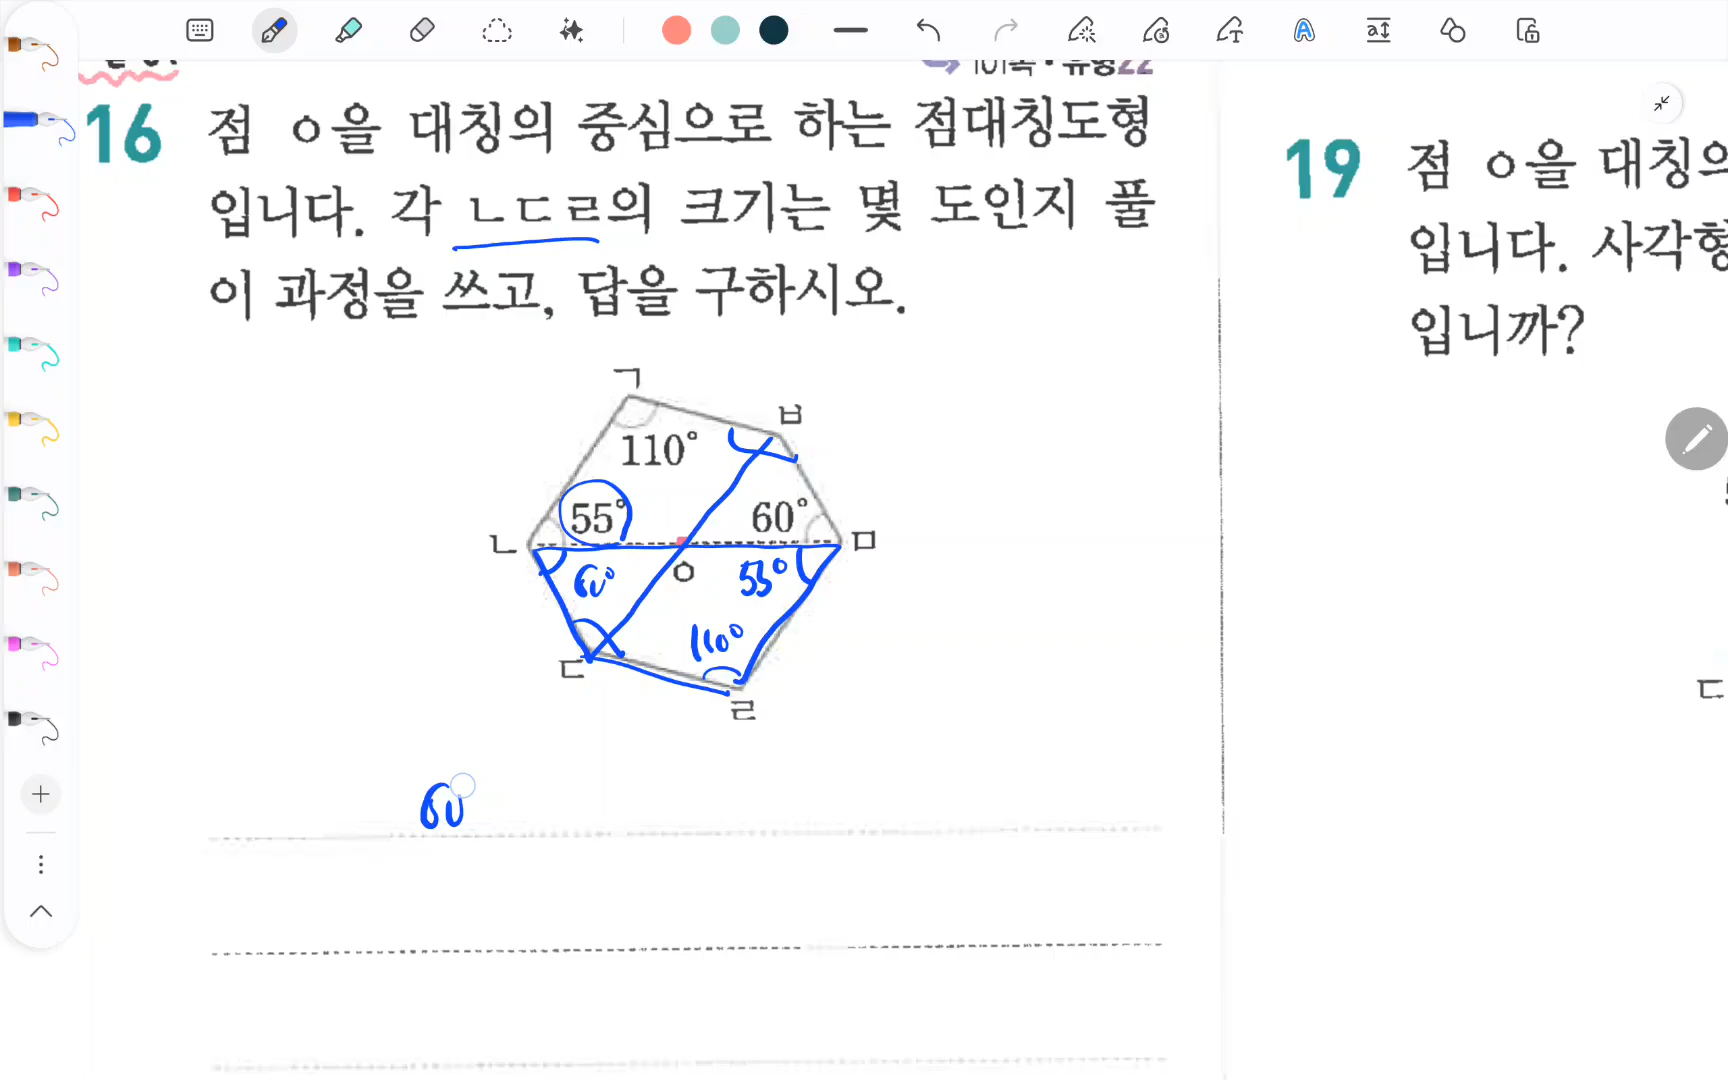 16 점 ㅇ을 대칭의 중심으로 하는 점대칭도형
입니다. 각 ㄴㄷㄹ의 크기는 몇 도인지 풀
이 과정을 쓰고, 답을 구하시오.
ㄱ
ㅂ
110°
55°
60°
ㄴ
ㅁ
ㅇ
60°
55°
110°
ㄷ
ㄹ
60
19 점 ㅇ을 대칭의
입니다. 사각형
입니까?
ㄷ